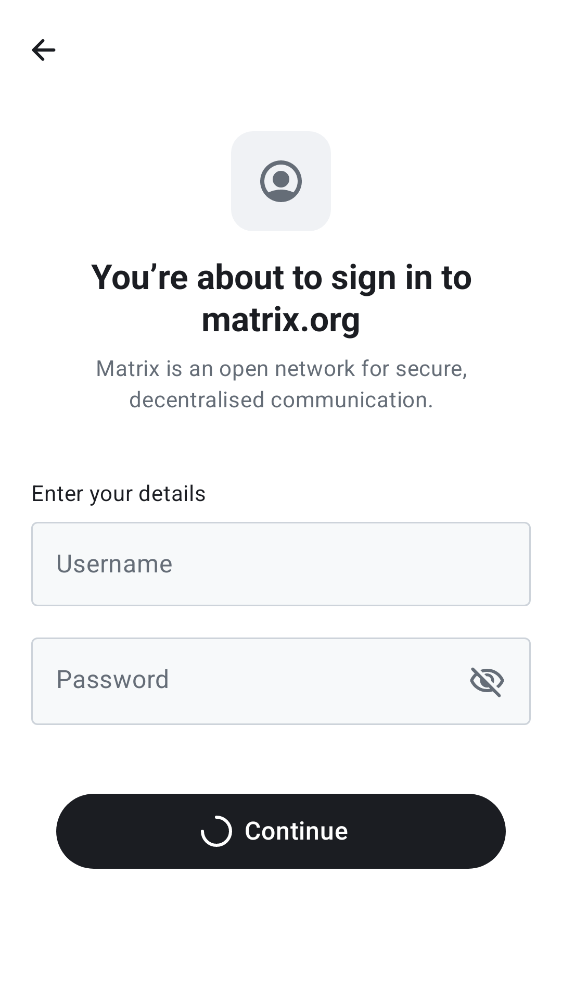 You’re about to sign in to
matrix.org
Matrix is an open network for secure,
decentralised communication.
Enter your details
Username
Password
Continue